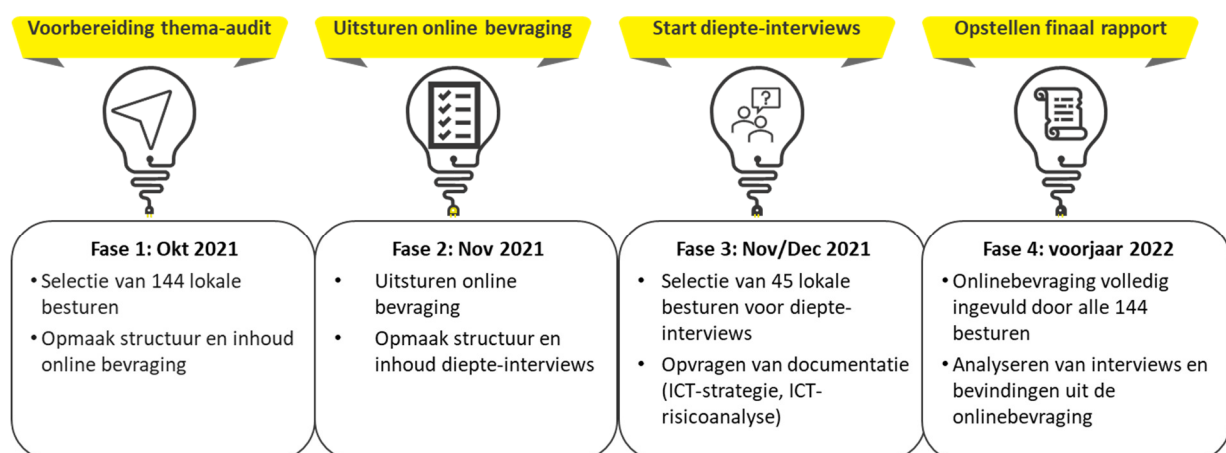 Voorbereiding thema-audit
Uitsturen online bevraging
Start diepte-interviews
Opstellen finaal rapport
?
Fase 1: Okt 2021
• Selectie van 144 lokale
besturen
• Opmaak structuur en inhoud
online bevraging
Fase 2: Nov 2021
• Uitsturen online
bevraging
• Opmaak structuur en
inhoud diepte-interviews
Fase 3: Nov/Dec 2021
• Selectie van 45 lokale
besturen voor diepte-
interviews
• Opvragen van documentatie
(ICT-strategie, ICT-
risicoanalyse)
Fase 4: voorjaar 2022
• Onlinebevraging volledig
ingevuld door alle 144
besturen
• Analyseren van interviews en
bevindingen uit de
onlinebevraging